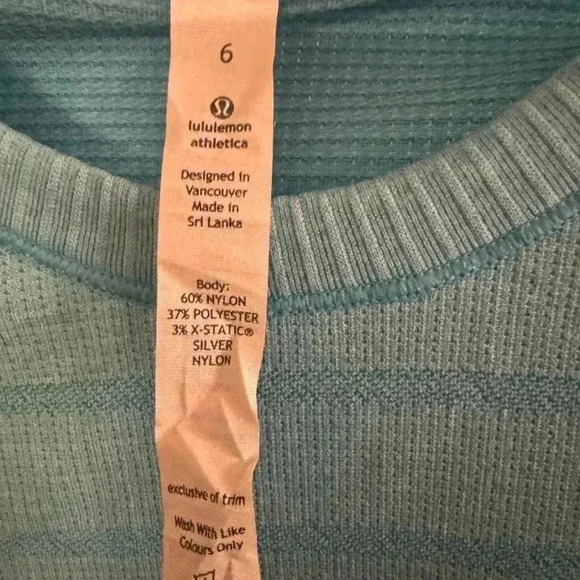 6
lululemon
athletica
Designed in
Vancouver
Made in
Sri Lanka
Body:
60% NYLON
37% POLYESTER
3% X-STATIC®
SILVER
NYLON
exclusive of trim
Wash With Like
Colours Only